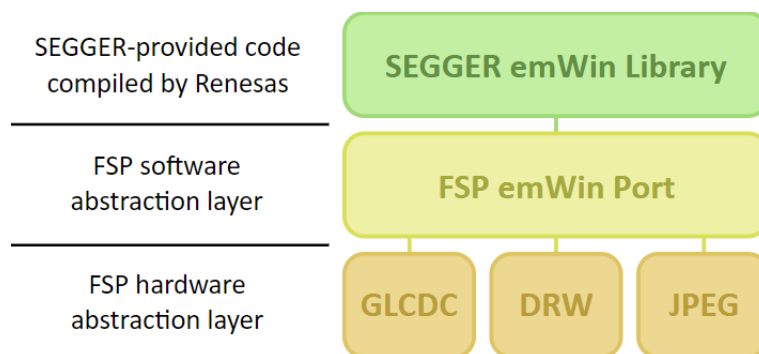 SEGGER-provided code
compiled by Renesas
SEGGER emWin Library
FSP software
abstraction layer
FSP emWin Port
FSP hardware
abstraction layer
GLCDC
DRW
JPEG